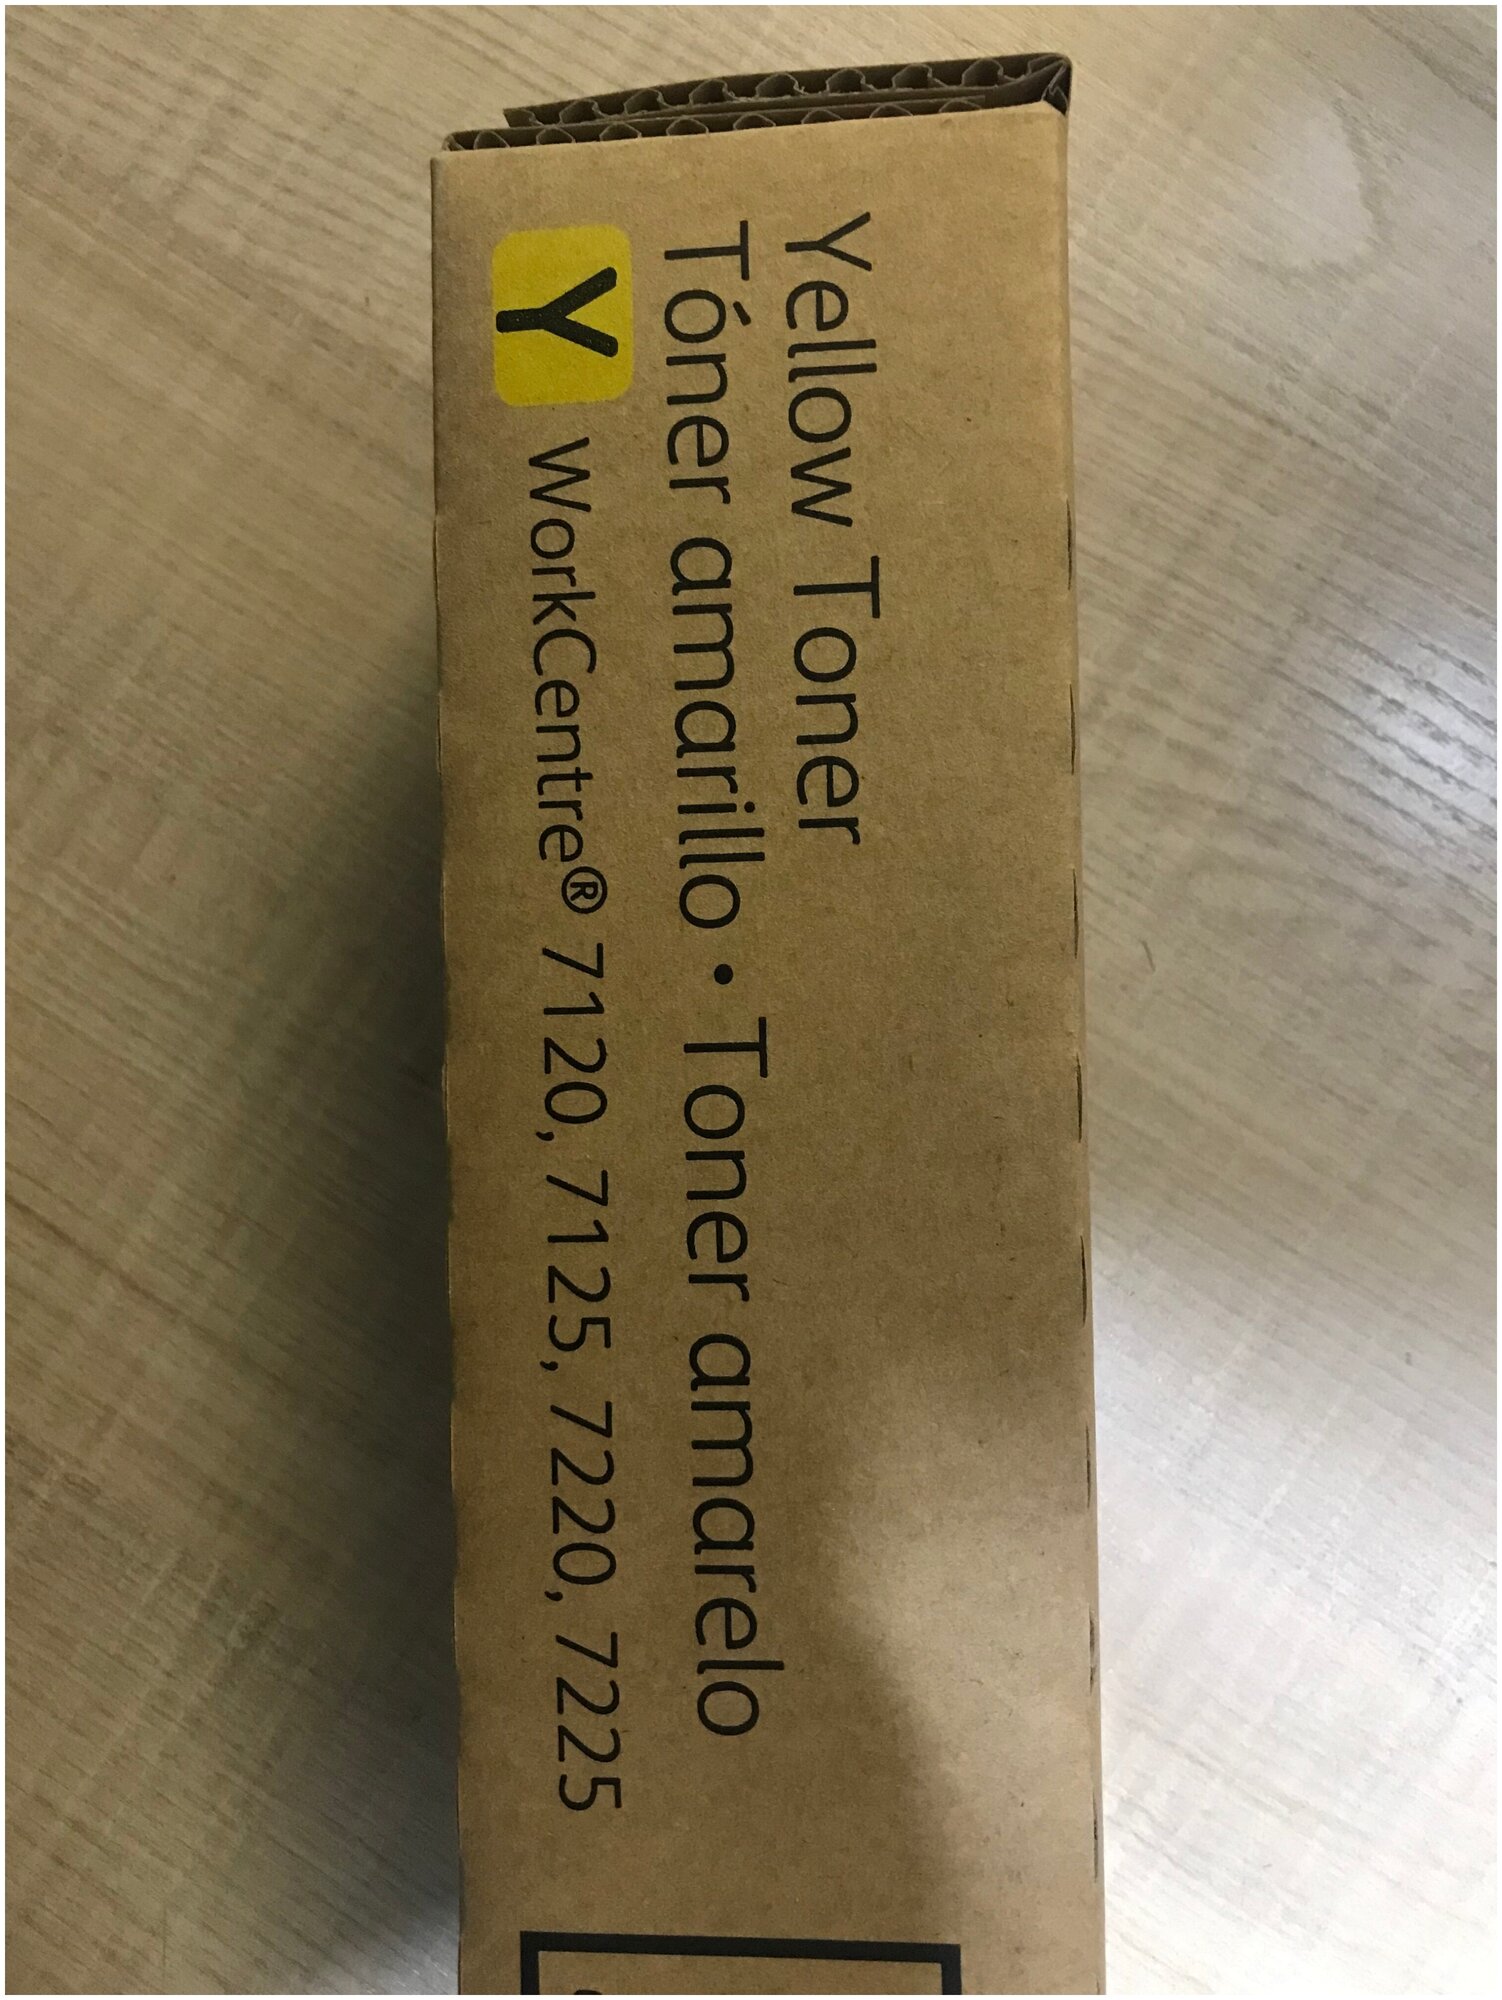 Yellow Toner
Tóner amarillo • Toner amarelo
Y WorkCentre® 7120, 7125, 7220, 7225